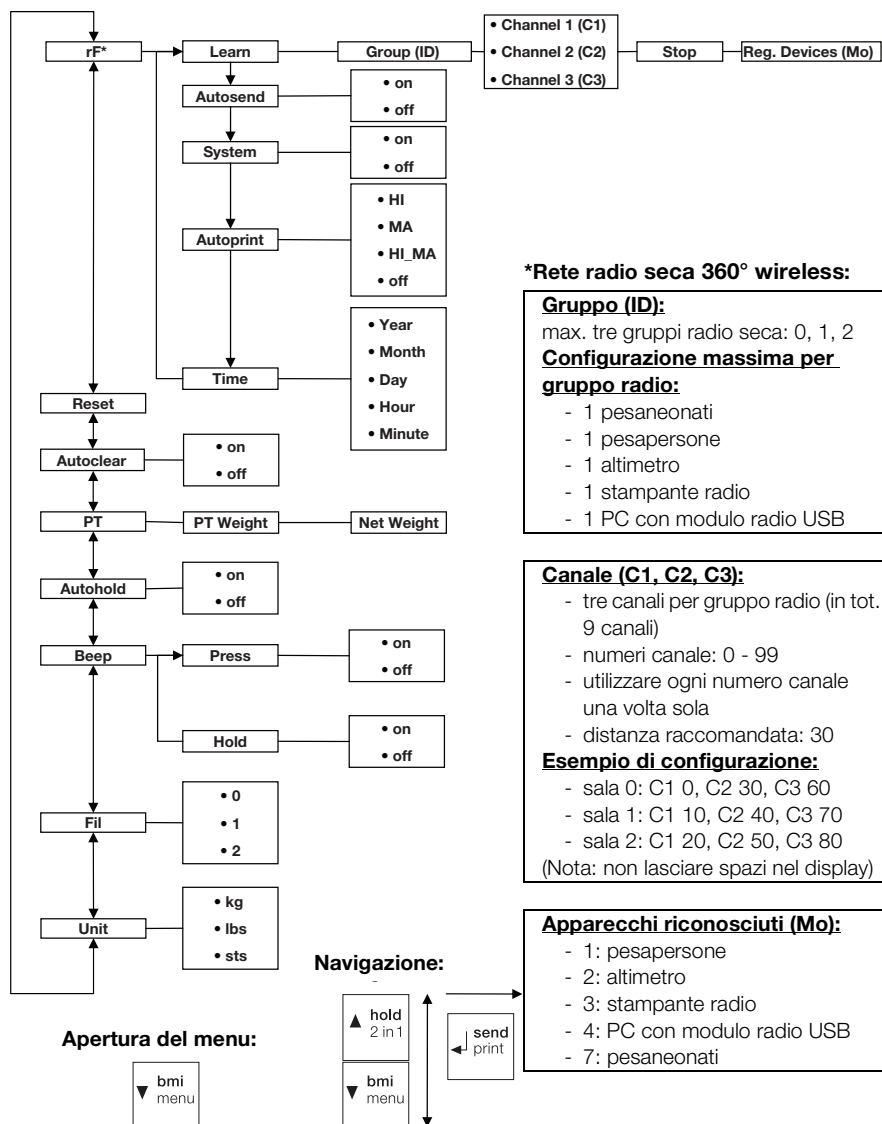 rF*
Learn
Group (ID)
• Channel 1 (C1)
• Channel 2 (C2)
• Channel 3 (C3)
Stop
Reg. Devices (Mo)
Autosend
• on
• off
System
• on
• off
Autoprint
• HI
• MA
• HI_MA
• off
Time
• Year
• Month
• Day
• Hour
• Minute
Reset
Autoclear
• on
• off
PT
PT Weight
Net Weight
Autohold
• on
• off
Beep
Press
• on
• off
Hold
• on
• off
Fil
• 0
• 1
• 2
Unit
• kg
• lbs
• sts
*Rete radio seca 360° wireless:
Gruppo (ID):
max. tre gruppi radio seca: 0, 1, 2
Configurazione massima per
gruppo radio:
- 1 pesaneonati
- 1 pesapersone
- 1 altimetro
- 1 stampante radio
- 1 PC con modulo radio USB
Canale (C1, C2, C3):
- tre canali per gruppo radio (in tot.
9 canali)
- numeri canale: 0 - 99
- utilizzare ogni numero canale
una volta sola
- distanza raccomandata: 30
Esempio di configurazione:
- sala 0: C1 0, C2 30, C3 60
- sala 1: C1 10, C2 40, C3 70
- sala 2: C1 20, C2 50, C3 80
(Nota: non lasciare spazi nel display)
Apparecchi riconosciuti (Mo):
- 1: pesapersone
- 2: altimetro
- 3: stampante radio
- 4: PC con modulo radio USB
- 7: pesaneonati
Navigazione:
hold
2 in 1
send
print
bmi
menu
Apertura del menu:
bmi
menu